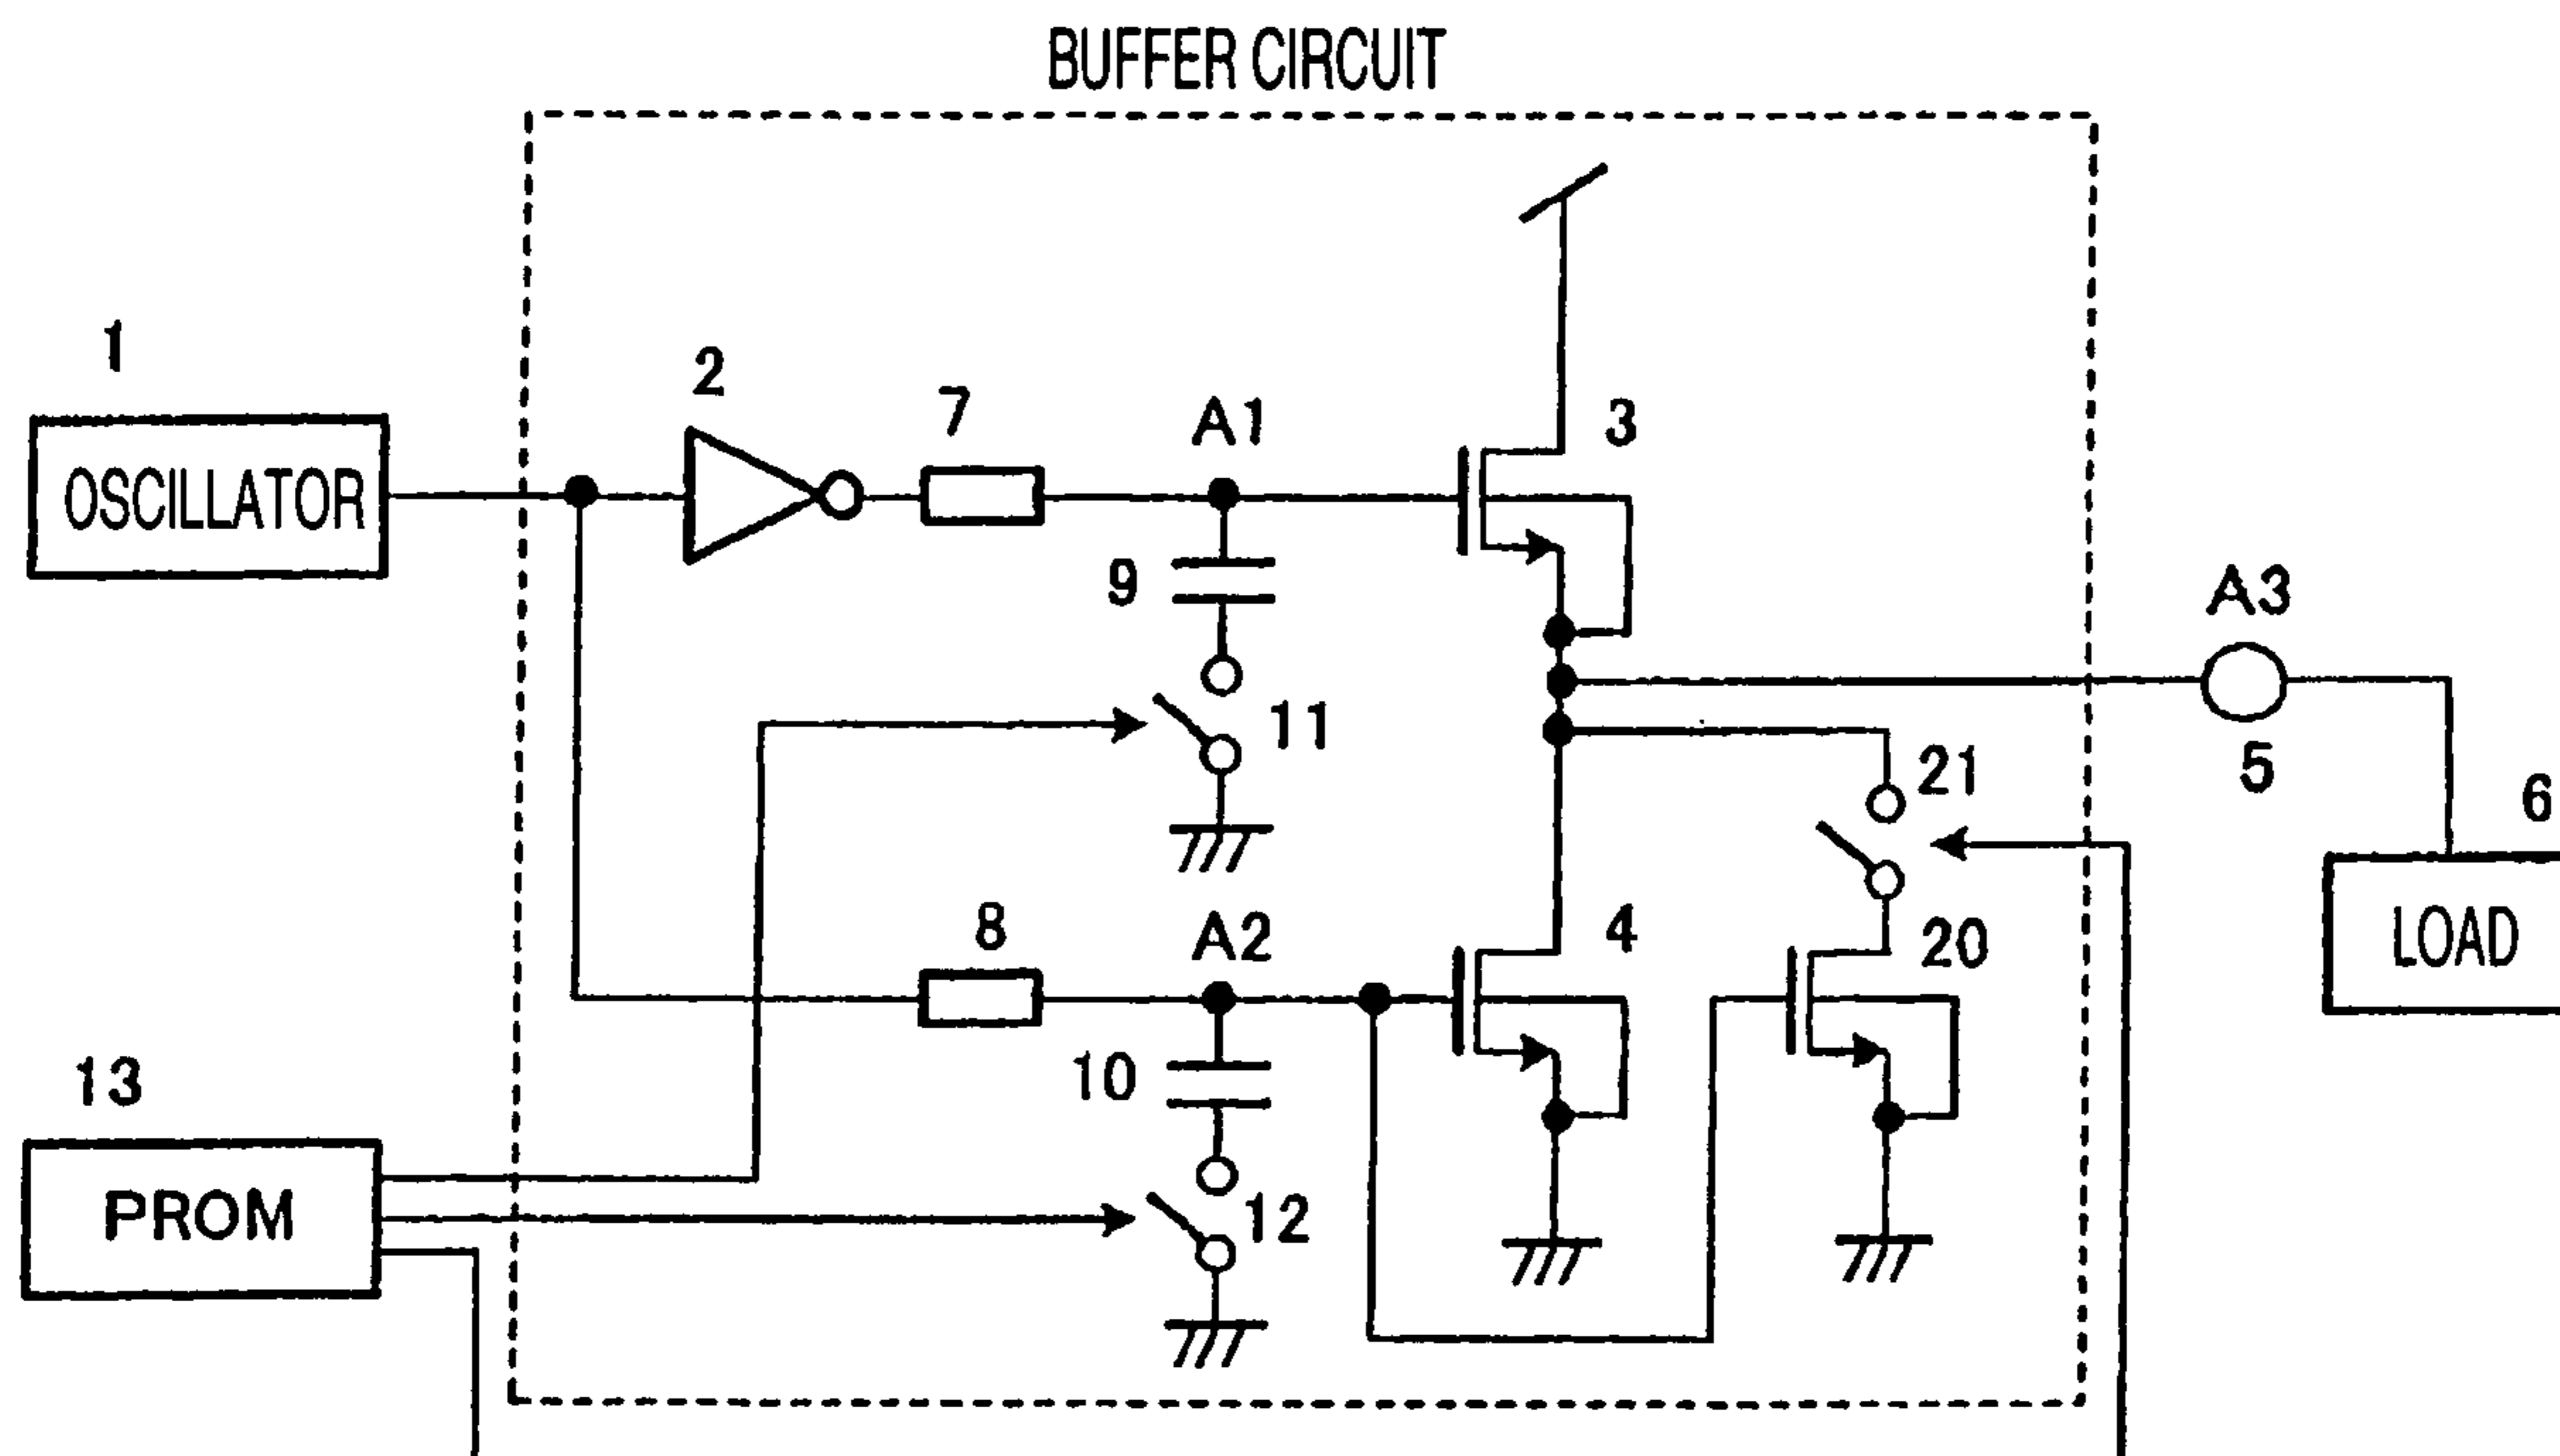 BUFFER CIRCUIT
1
OSCILLATOR
2
7
A1
3
9
11
A3
5
21
6
LOAD
8
A2
4
20
10
12
13
PROM